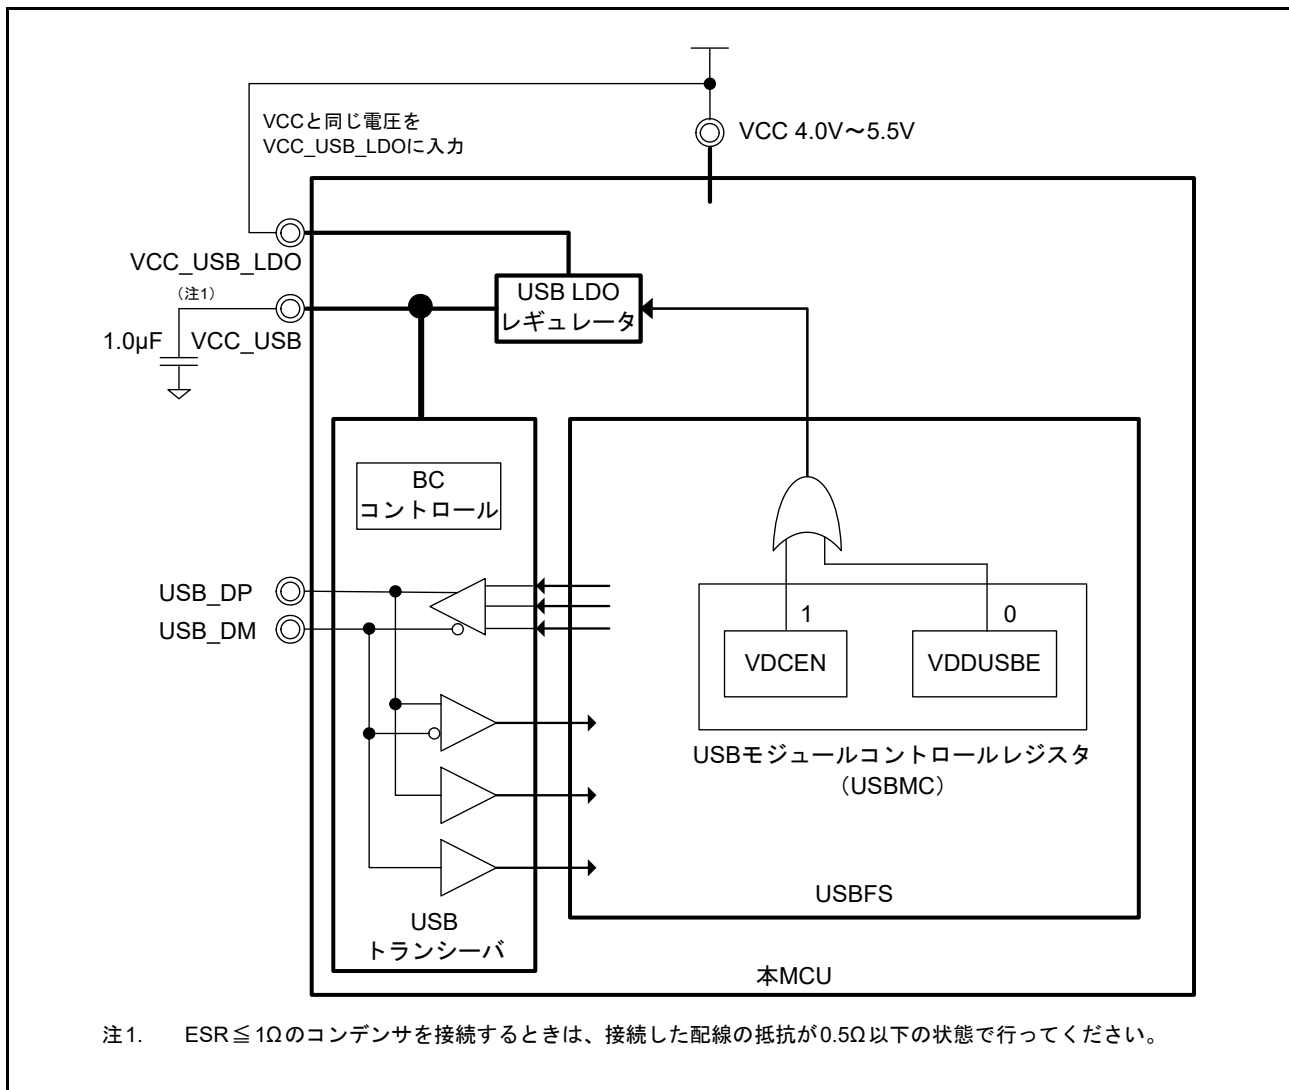 VCCと同じ電圧を
VCC_USB_LDOに入力
VCC 4.0V～5.5V
VCC_USB_LDO
（注1）
1.0µF
VCC_USB
USB LDO
レギュレータ
BC
コントロール
USB_DP
USB_DM
1
0
VDCEN
VDDUSBE
USBモジュールコントロールレジスタ
（USBMC）
USBFS
USB
トランシーバ
本MCU
注1. ESR≦1Ωのコンデンサを接続するときは、接続した配線の抵抗が0.5Ω以下の状態で行ってください。